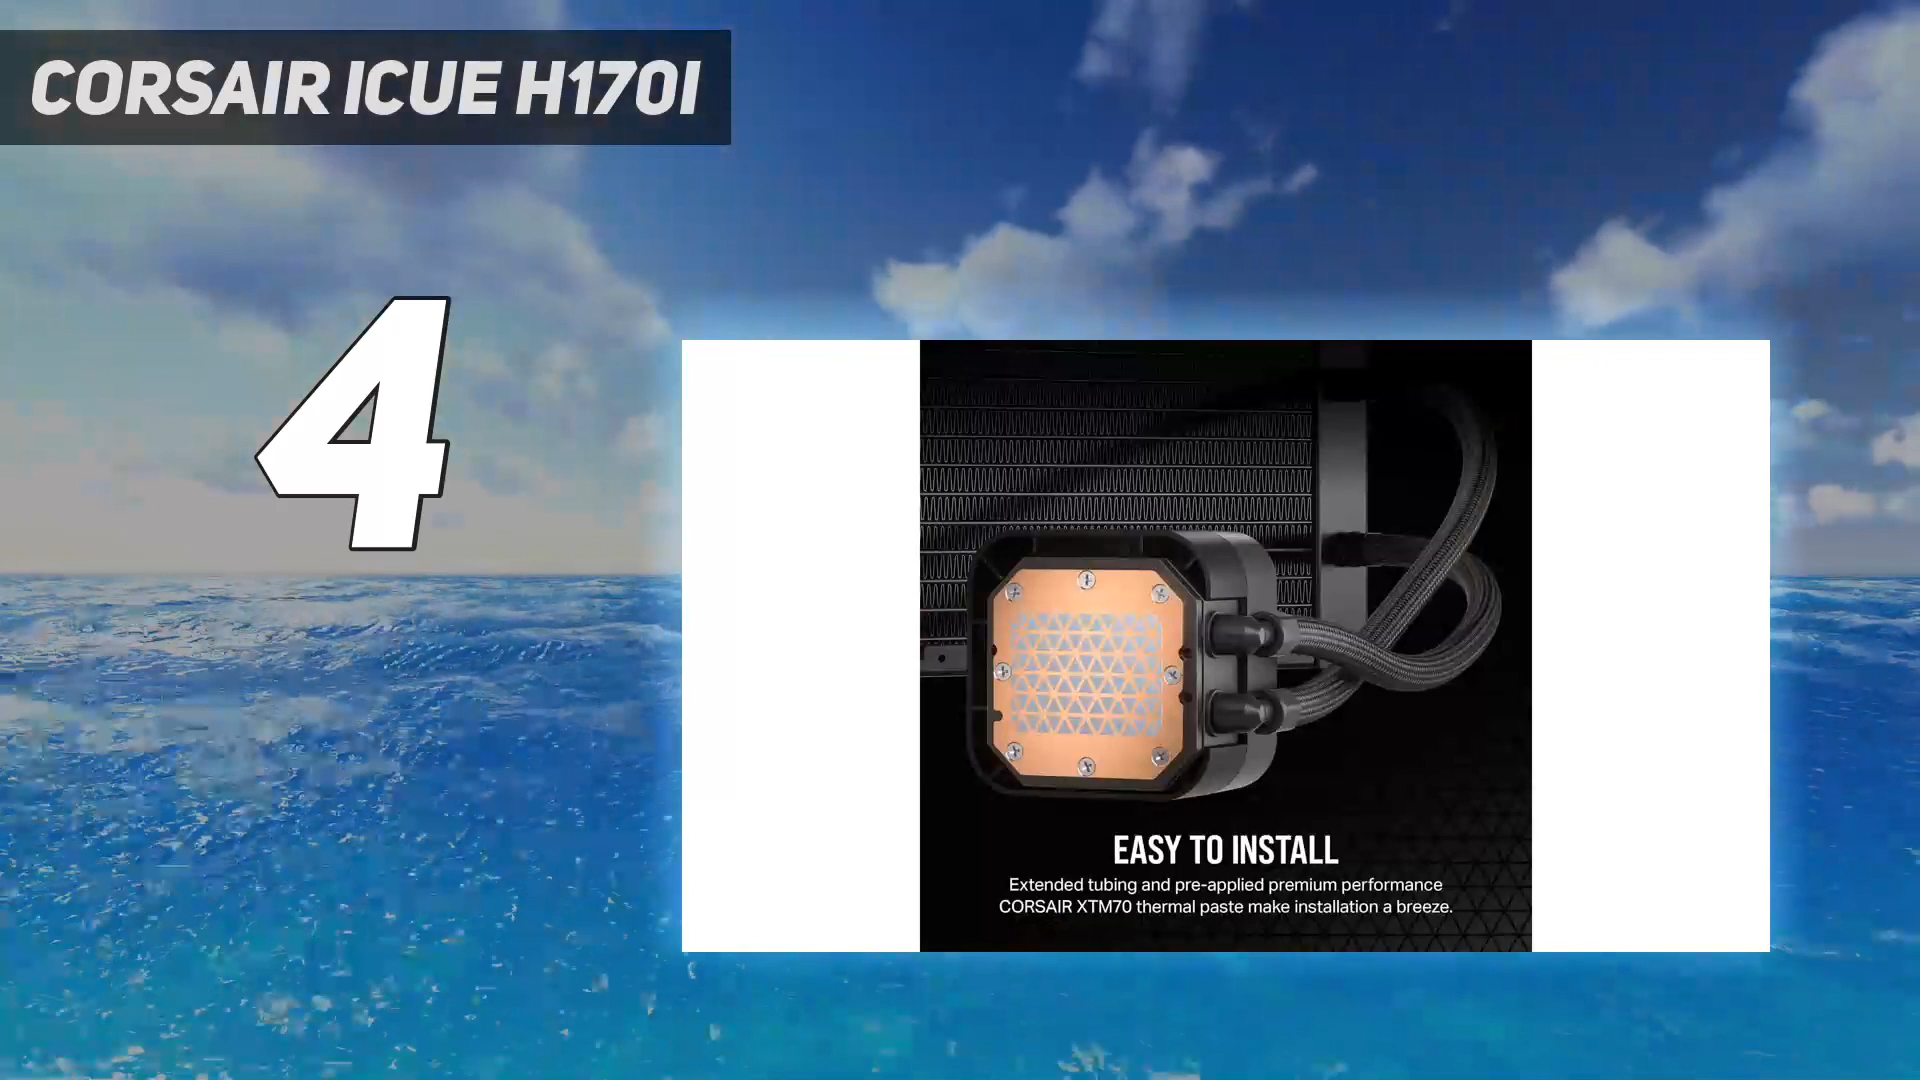 CORSAIR ICUE H170I
4
EASY TO INSTALL
Extended tubing and pre-applied premium performance
CORSAIR XTM70 thermal paste make installation a breeze.